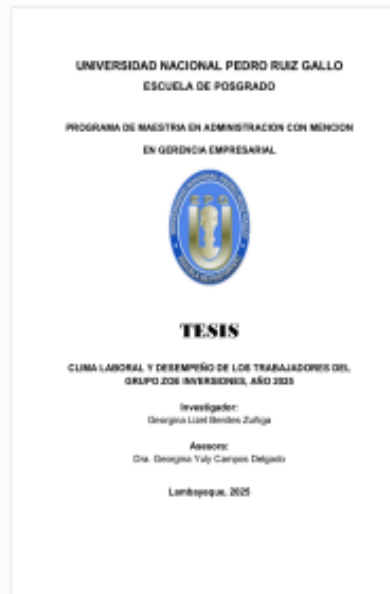 UNIVERSIDAD NACIONAL PEDRO RUIZ GALLO
ESCUELA DE POSGRADO
PROGRAMA DE MAESTRIA EN ADMINISTRACION CON MENCION
EN GERENCIA EMPRESARIAL
EPG
TESIS
CLIMA LABORAL Y DESEMPEÑO DE LOS TRABAJADORES DEL
GRUPO ZOE INVERSIONES, AÑO 2025
Investigador:
Georgina Lizet Benites Zuñiga
Asesora:
Dra. Georgina Yuly Campos Delgado
Lambayeque, 2025